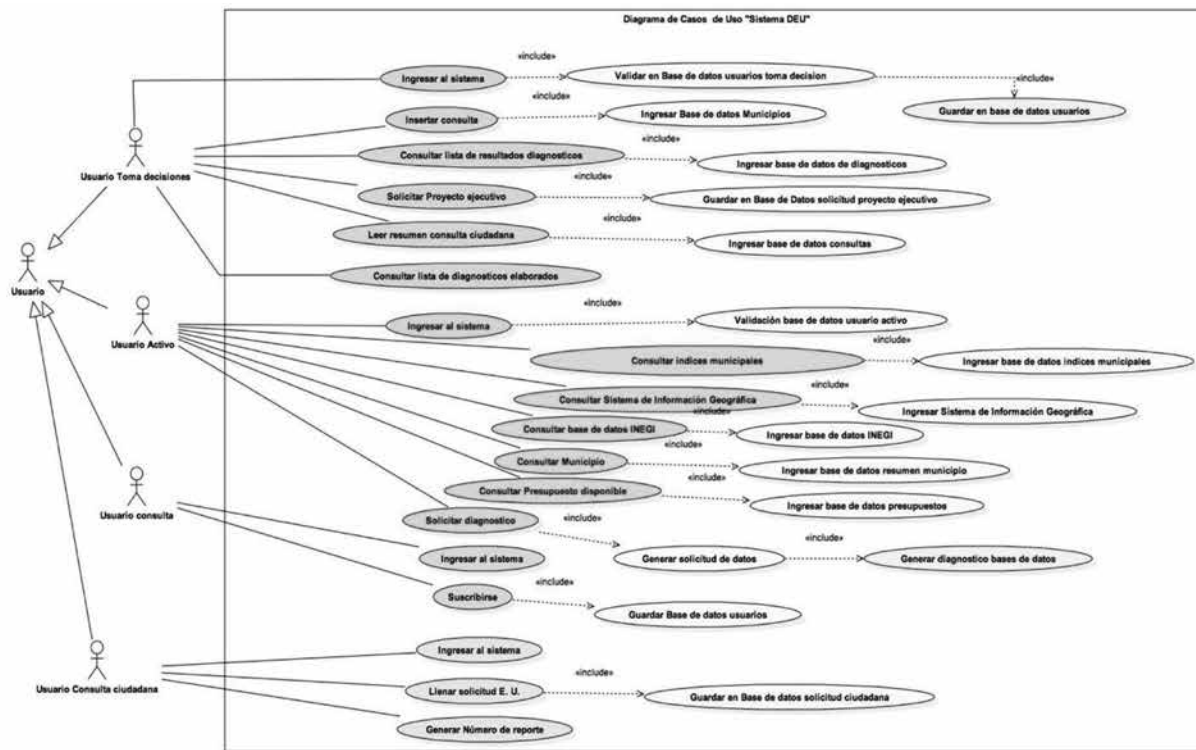 Diagrama de Casos de Uso "Sistema DEU"
«include»
Ingresar al sistema
Validar en Base de datos usuarios toma decision
«include»
Guardar en base de datos usuarios
«include»
Insertar consulta
Ingresar Base de datos Municipios
«include»
Consultar lista de resultados diagnosticos
Ingresar base de datos de diagnosticos
Usuario Toma decisiones
«include»
Solicitar Proyecto ejecutivo
Guardar en Base de Datos solicitud proyecto ejecutivo
«include»
Leer resumen consulta ciudadana
Ingresar base de datos consultas
Consultar lista de diagnosticos elaborados
Usuario
«include»
Ingresar al sistema
Validación base de datos usuario activo
Usuario Activo
«include»
Consultar indices municipales
Ingresar base de datos indices municipales
«include»
Consultar Sistema de Información Geográfica
Ingresar Sistema de Información Geográfica
«include»
Consultar base de datos INEGI
Ingresar base de datos INEGI
«include»
Consultar Municipio
Ingresar base de datos resumen municipio
«include»
Consultar Presupuesto disponible
Ingresar base de datos presupuestos
Usuario consulta
Solicitar diagnostico
«include»
Generar solicitud de datos
«include»
Generar diagnostico bases de datos
Ingresar al sistema
«include»
Suscribirse
Guardar Base de datos usuarios
Ingresar al sistema
Usuario Consulta ciudadana
«include»
Llenar solicitud E. U.
Guardar en Base de datos solicitud ciudadana
Generar Número de reporte